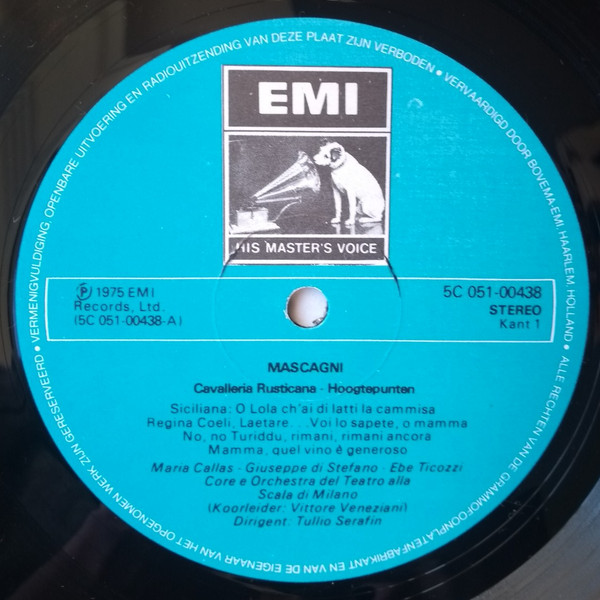 VERMENIGVULDIGING, OPENBARE UITVOERING EN RADIOUITZENDING VAN DEZE PLAAT ZIJN VERBODEN • VERVAARDIGD DOOR BOVEMA-EMI, HAARLEM, HOLLAND • ALLE RECHTEN VAN DE GRAMMOFOONPLATENFABRIKANT EN VAN DE EIGENAAR VAN HET OPGENOMEN WERK ZIJN GERESERVEERD •
EMI
HIS MASTER'S VOICE
℗ 1975 EMI
Records, Ltd.
(5C 051-00438-A)
5C 051-00438
STEREO
Kant 1
MASCAGNI
Cavalleria Rusticana - Hoogtepunten
Siciliana: O Lola ch'ai di latti la cammisa
Regina Coeli, Laetare. . .Voi lo sapete, o mamma
No, no Turiddu, rimani, rimani ancora
Mamma, quel vino è generoso
Maria Callas - Giuseppe di Stefano - Ebe Ticozzi
Core e Orchestra del Teatro alla
Scala di Milano
(Koorleider: Vittore Veneziani)
Dirigent: Tullio Serafin